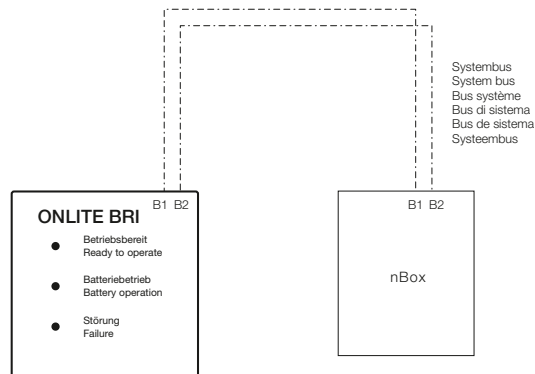 Systembus
System bus
Bus système
Bus di sistema
Bus de sistema
Systeembus
B1 B2
ONLITE BRI
Betriebsbereit
Ready to operate
Batteriebetrieb
Battery operation
Störung
Failure
B1 B2
nBox